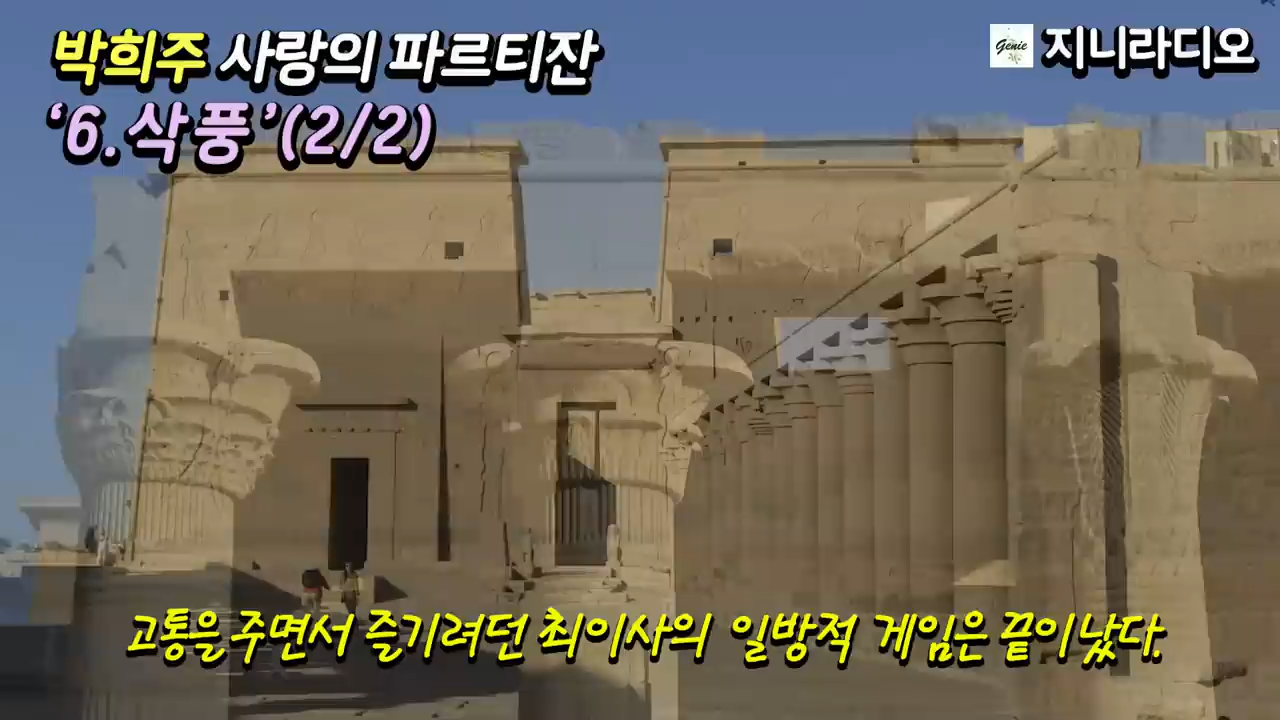 박희주 사랑의 파르티잔
'6. 삭풍'(2/2)
Genie
지니라디오
고통을 주면서 즐기려던 최이사의 일방적 게임은 끝이났다.